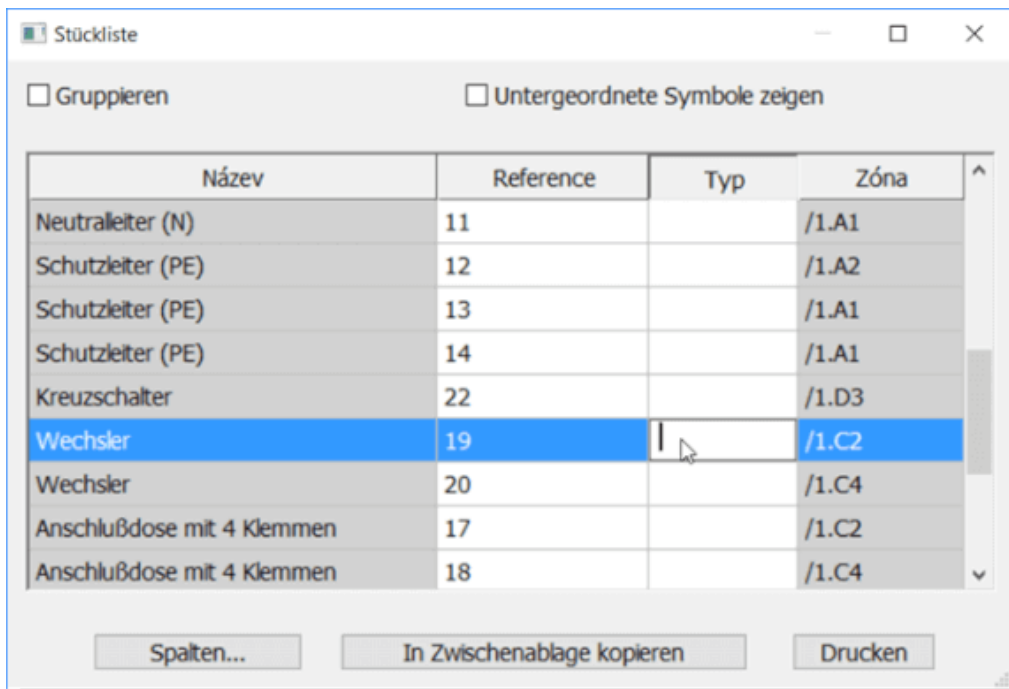 Stückliste
Gruppieren Untergeordnete Symbole zeigen
Název Reference Typ Zóna
Neutralleiter (N) 11 /1.A1
Schutzleiter (PE) 12 /1.A2
Schutzleiter (PE) 13 /1.A1
Schutzleiter (PE) 14 /1.A1
Kreuzschalter 22 /1.D3
Wechsler 19 /1.C2
Wechsler 20 /1.C4
Anschlußdose mit 4 Klemmen 17 /1.C2
Anschlußdose mit 4 Klemmen 18 /1.C4
Spalten... In Zwischenablage kopieren Drucken